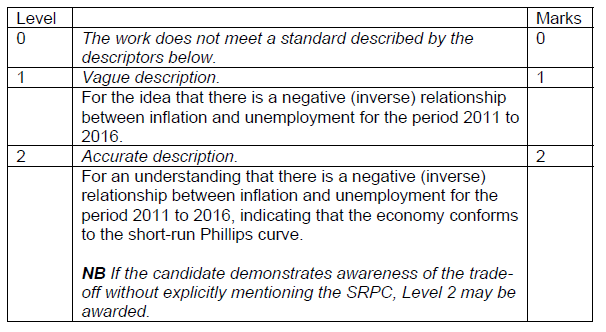 Level Marks
0 The work does not meet a standard described by the 0
descriptors below.
1 Vague description. 1
For the idea that there is a negative (inverse) relationship
between inflation and unemployment for the period 2011 to
2016.
2 Accurate description. 2
For an understanding that there is a negative (inverse)
relationship between inflation and unemployment for the
period 2011 to 2016, indicating that the economy conforms
to the short-run Phillips curve.
NB If the candidate demonstrates awareness of the trade-
off without explicitly mentioning the SRPC, Level 2 may be
awarded.